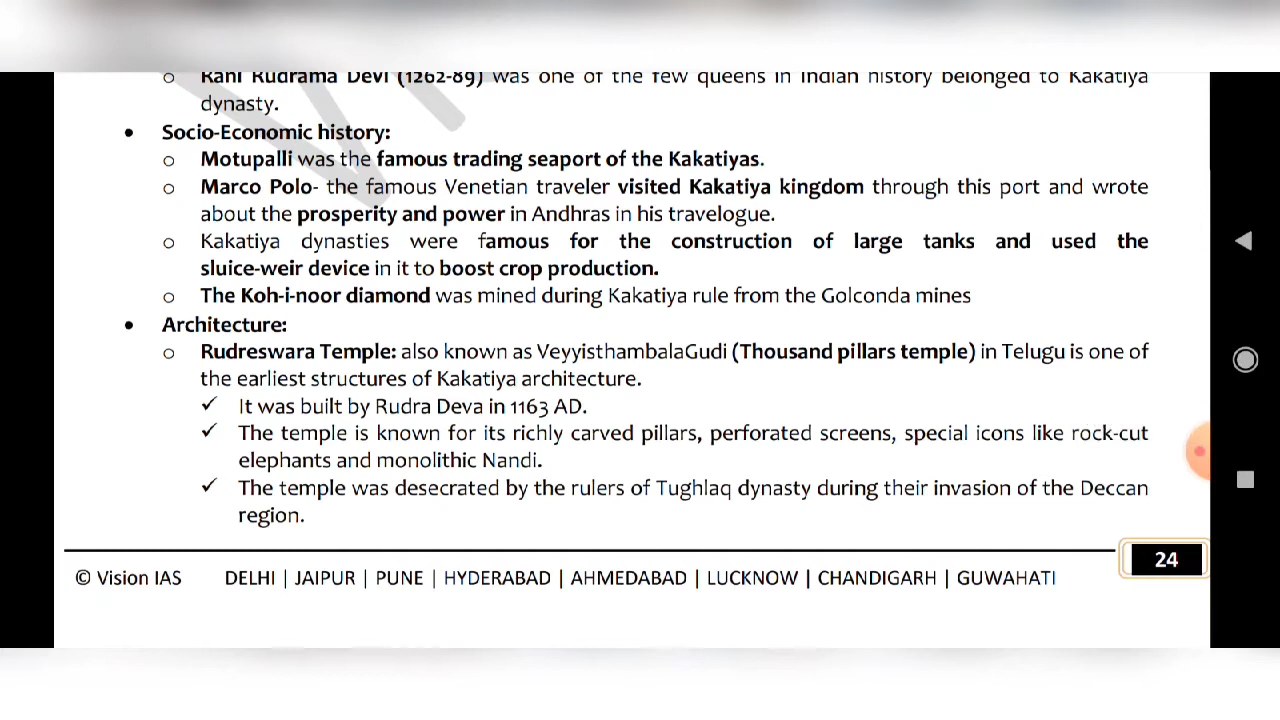 o Rani Rudrama Devi (1262-89) was one of the few queens in Indian history belonged to Kakatiya
dynasty.
• Socio-Economic history:
o Motupalli was the famous trading seaport of the Kakatiyas.
o Marco Polo- the famous Venetian traveler visited Kakatiya kingdom through this port and wrote
about the prosperity and power in Andhras in his travelogue.
o Kakatiya dynasties were famous for the construction of large tanks and used the
sluice-weir device in it to boost crop production.
o The Koh-i-noor diamond was mined during Kakatiya rule from the Golconda mines
• Architecture:
o Rudreswara Temple: also known as VeyyisthambalaGudi (Thousand pillars temple) in Telugu is one of
the earliest structures of Kakatiya architecture.
✓ It was built by Rudra Deva in 1163 AD.
✓ The temple is known for its richly carved pillars, perforated screens, special icons like rock-cut
elephants and monolithic Nandi.
✓ The temple was desecrated by the rulers of Tughlaq dynasty during their invasion of the Deccan
region.
24
© Vision IAS DELHI | JAIPUR | PUNE | HYDERABAD | AHMEDABAD | LUCKNOW | CHANDIGARH | GUWAHATI